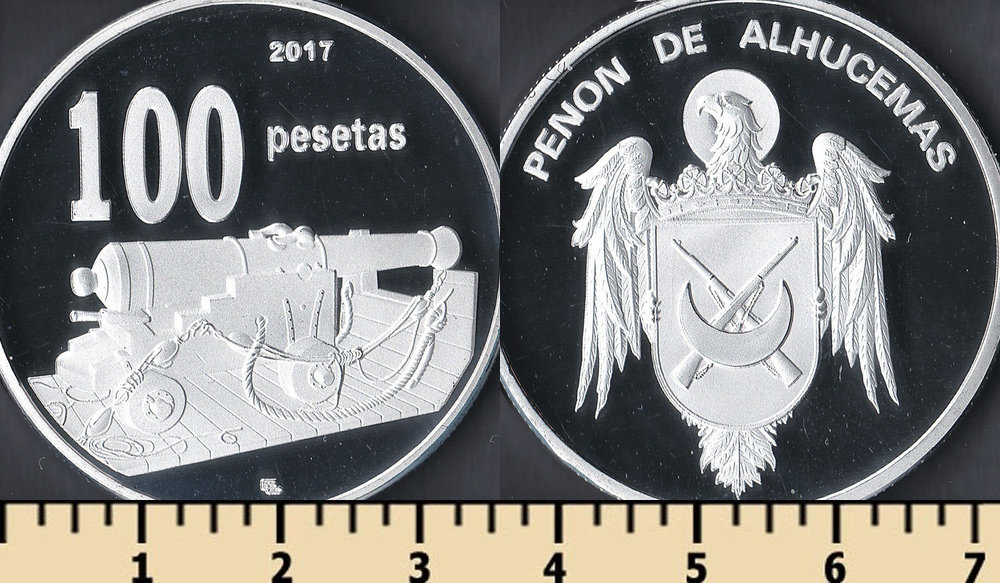 2017
100
pesetas
PENON DE ALHUCEMAS
1 2 3 4 5 6 7